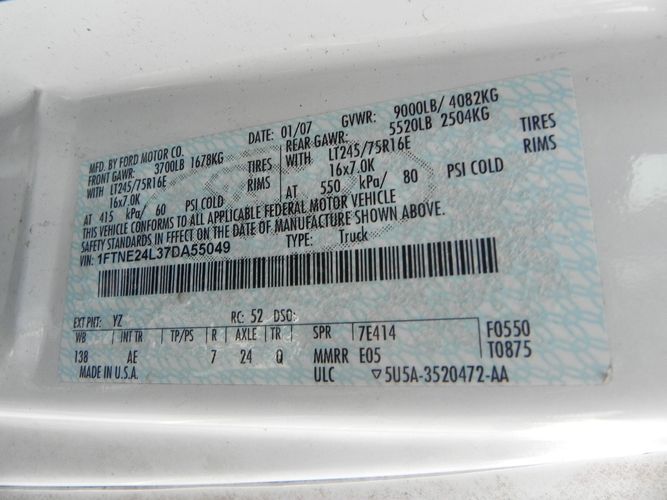 MFD. BY FORD MOTOR CO. DATE: 01/07 GVWR: 9000LB/ 4082KG
FRONT GAWR: 3700LB 1678KG REAR GAWR: 5520LB 2504KG
WITH LT245/75R16E TIRES WITH LT245/75R16E TIRES
16x7.0K RIMS 16x7.0K RIMS
AT 415 kPa/ 60 PSI COLD AT 550 kPa/ 80 PSI COLD
THIS VEHICLE CONFORMS TO ALL APPLICABLE FEDERAL MOTOR VEHICLE
SAFETY STANDARDS IN EFFECT ON THE DATE OF MANUFACTURE SHOWN ABOVE.
VIN: 1FTNE24L37DA55049 TYPE: Truck
EXT PNT: YZ RC: 52 DSO:
WB INT TR TP/PS R AXLE TR SPR 7E414 F0550
138 AE 7 24 Q MMRR E05 T0875
MADE IN U.S.A. ULC ▽5U5A-3520472-AA